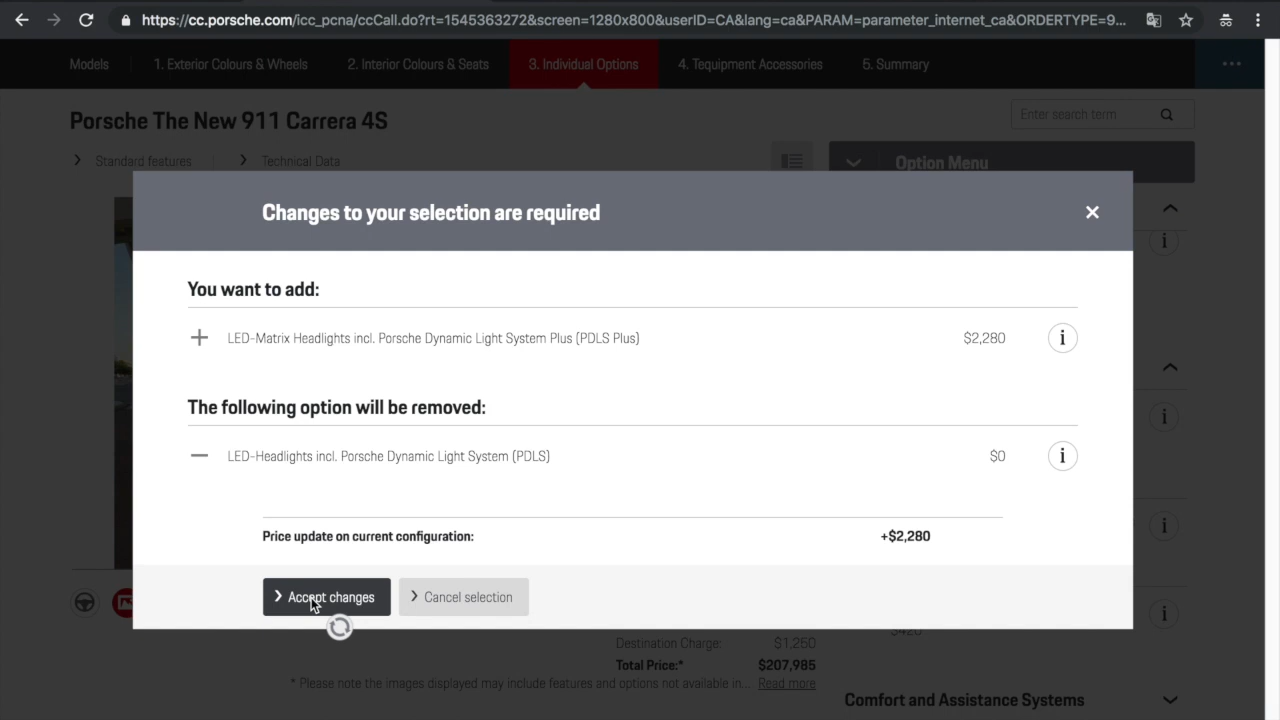 https://cc.porsche.com/icc_pcna/ccCall.do?rt=1545363272&screen=1280x800&userID=CA&lang=ca&PARAM=parameter_internet_ca&ORDERTYPE=9...
Models 1. Exterior Colours & Wheels 2. Interior Colours & Seats 3. Individual Options 4. Tequipment Accessories 5. Summary
Porsche The New 911 Carrera 4S
Enter search term
Standard features Technical Data
Option Menu
Changes to your selection are required
You want to add:
LED-Matrix Headlights incl. Porsche Dynamic Light System Plus (PDLS Plus) $2,280
The following option will be removed:
LED-Headlights incl. Porsche Dynamic Light System (PDLS) $0
Price update on current configuration: +$2,280
Accept changes Cancel selection
$420
Destination Charge: $1,250
Total Price:* $207,985
* Please note the images displayed may include features and options not available in... Read more
Comfort and Assistance Systems